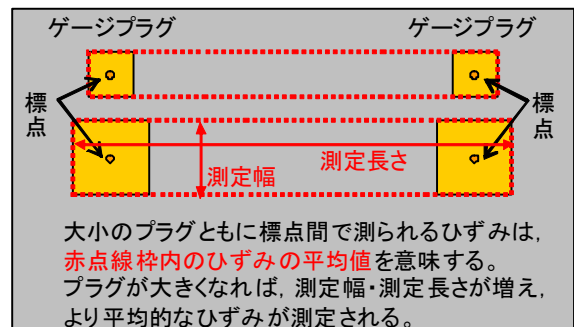 ゲージプラグ
ゲージプラグ
標点
標点
測定長さ
測定幅
大小のプラグともに標点間で測られるひずみは,
赤点線枠内のひずみの平均値を意味する。
プラグが大きくなれば, 測定幅・測定長さが増え,
より平均的なひずみが測定される。